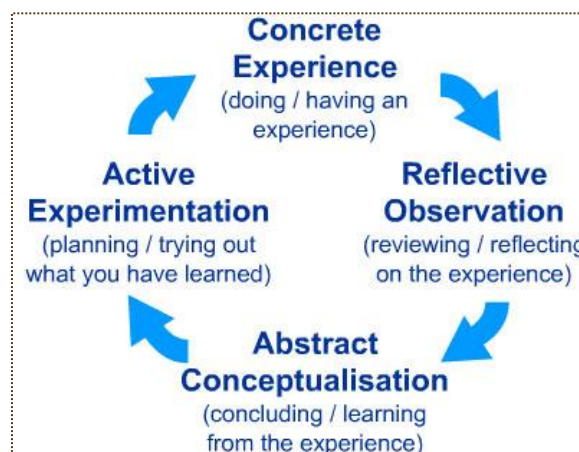 Concrete
Experience
(doing / having an
experience)
Active
Experimentation
(planning / trying out
what you have learned)
Reflective
Observation
(reviewing / reflecting
on the experience)
Abstract
Conceptualisation
(concluding / learning
from the experience)